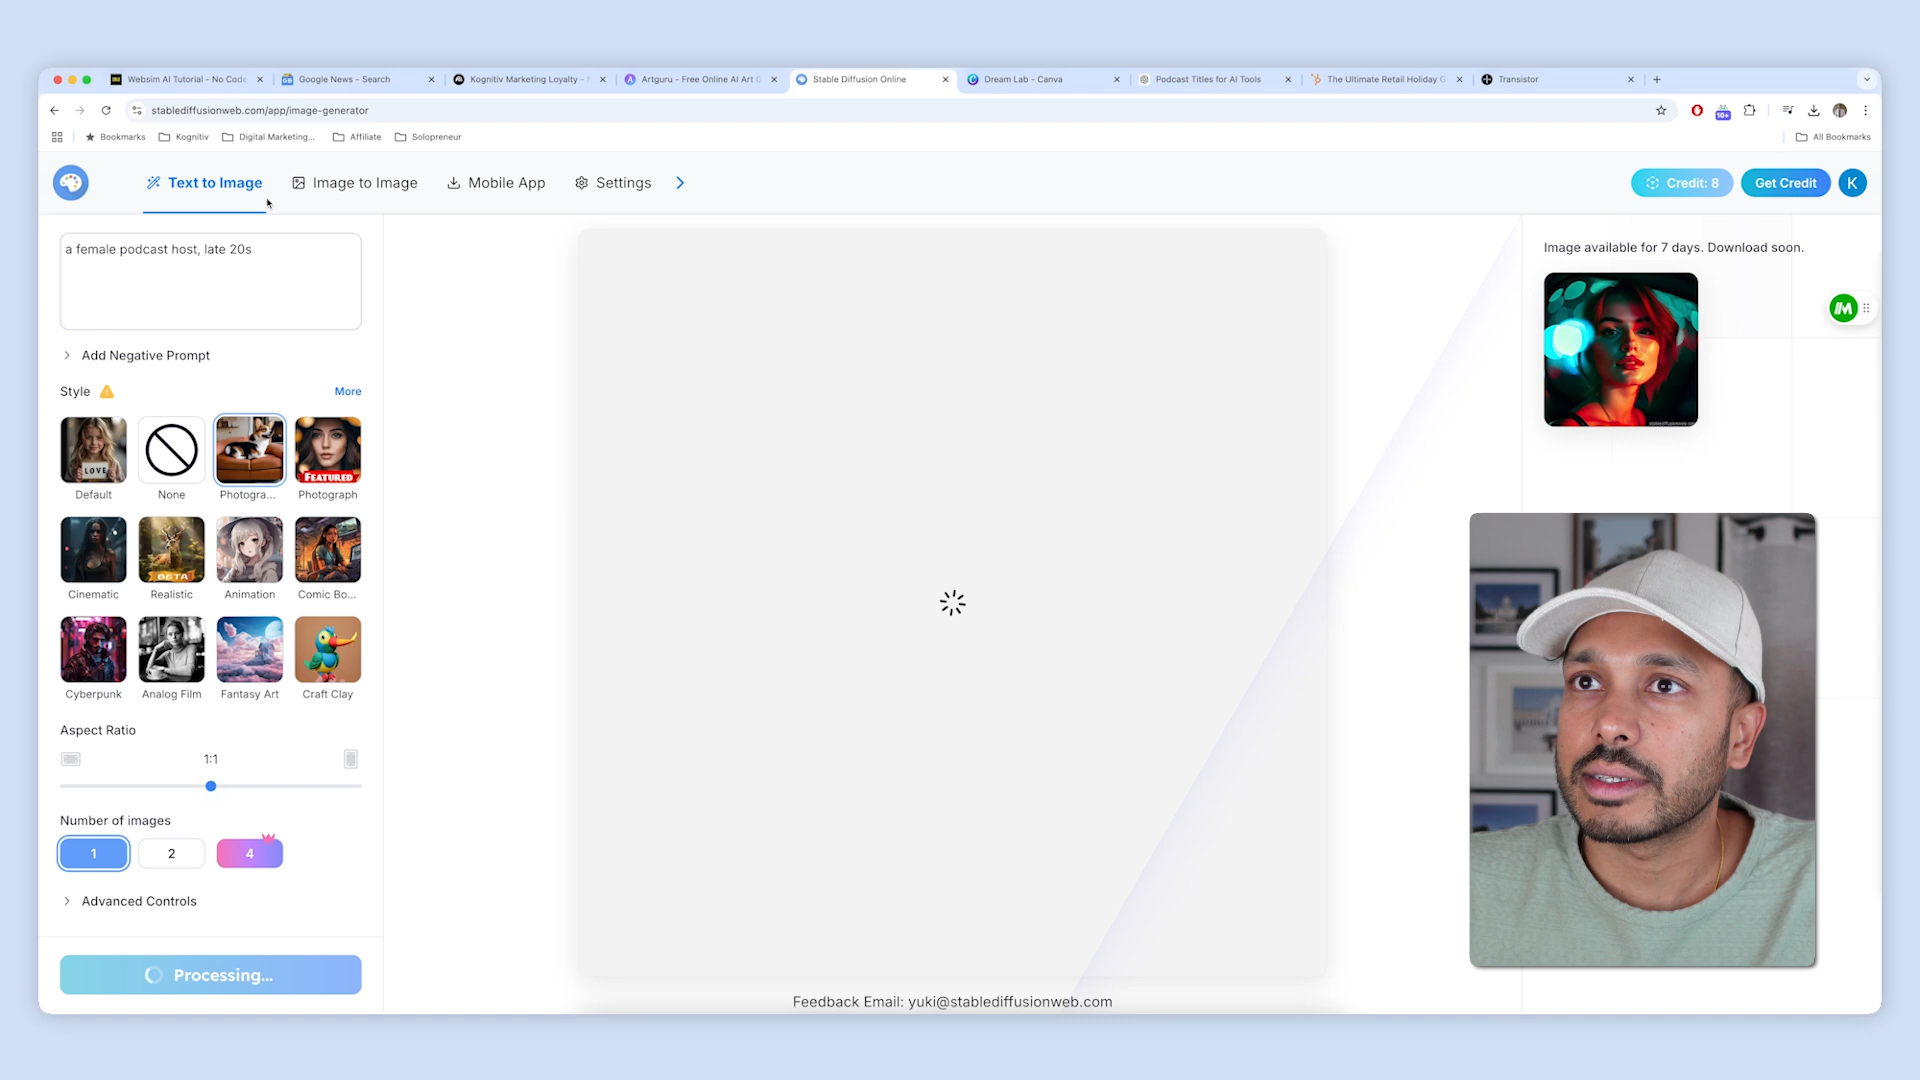 Websim AI Tutorial - No Code
Google News - Search
Kognitiv Marketing Loyalty -
Artguru - Free Online AI Art G
Stable Diffusion Online
Dream Lab - Canva
Podcast Titles for AI Tools
The Ultimate Retail Holiday G
Transistor
stablediffusionweb.com/app/image-generator
10+
Bookmarks
Kognitiv
Digital Marketing...
Affiliate
Solopreneur
All Bookmarks
Text to Image
Image to Image
Mobile App
Settings
Credit: 8
Get Credit
K
a female podcast host, late 20s
Image available for 7 days. Download soon.
Add Negative Prompt
Style
More
LOVE
FEATURED
Default
None
Photogra...
Photograph
BETA
Cinematic
Realistic
Animation
Comic Bo...
Cyberpunk
Analog Film
Fantasy Art
Craft Clay
Aspect Ratio
1:1
Number of images
1
2
4
Advanced Controls
Processing...
Feedback Email: yuki@stablediffusionweb.com